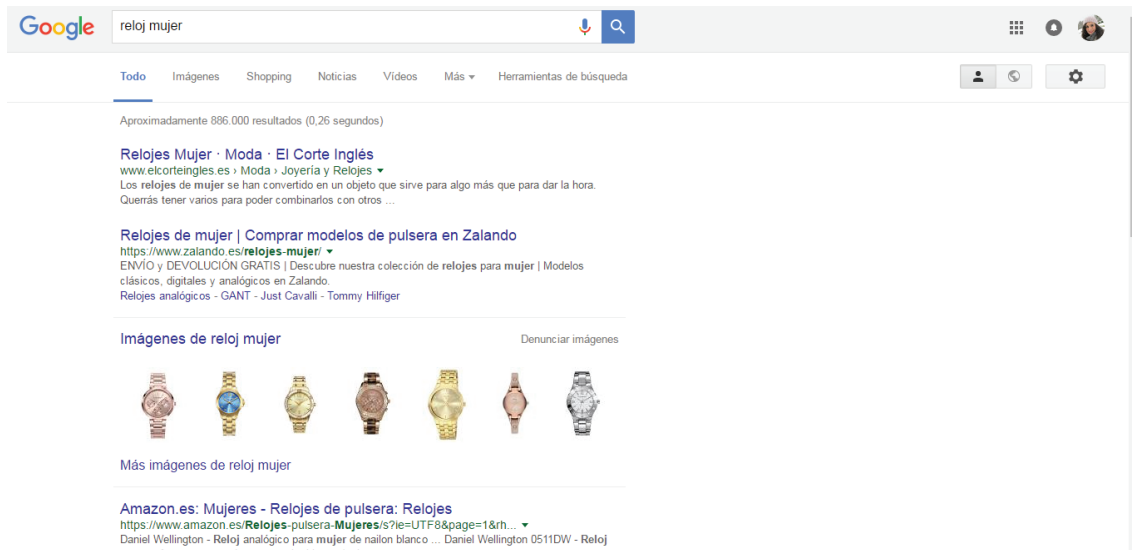 Google
reloj mujer
Todo Imágenes Shopping Noticias Vídeos Más Herramientas de búsqueda
Aproximadamente 886.000 resultados (0,26 segundos)
Relojes Mujer · Moda · El Corte Inglés
www.elcorteingles.es › Moda › Joyería y Relojes
Los relojes de mujer se han convertido en un objeto que sirve para algo más que para dar la hora.
Querrás tener varios para poder combinarlos con otros ...
Relojes de mujer | Comprar modelos de pulsera en Zalando
https://www.zalando.es/relojes-mujer/
ENVÍO y DEVOLUCIÓN GRATIS | Descubre nuestra colección de relojes para mujer | Modelos
clásicos, digitales y analógicos en Zalando.
Relojes analógicos - GANT - Just Cavalli - Tommy Hilfiger
Imágenes de reloj mujer Denunciar imágenes
Más imágenes de reloj mujer
Amazon.es: Mujeres - Relojes de pulsera: Relojes
https://www.amazon.es/Relojes-pulsera-Mujeres/s?ie=UTF8&page=1&rh...
Daniel Wellington - Reloj analógico para mujer de nailon blanco ... Daniel Wellington 0511DW - Reloj